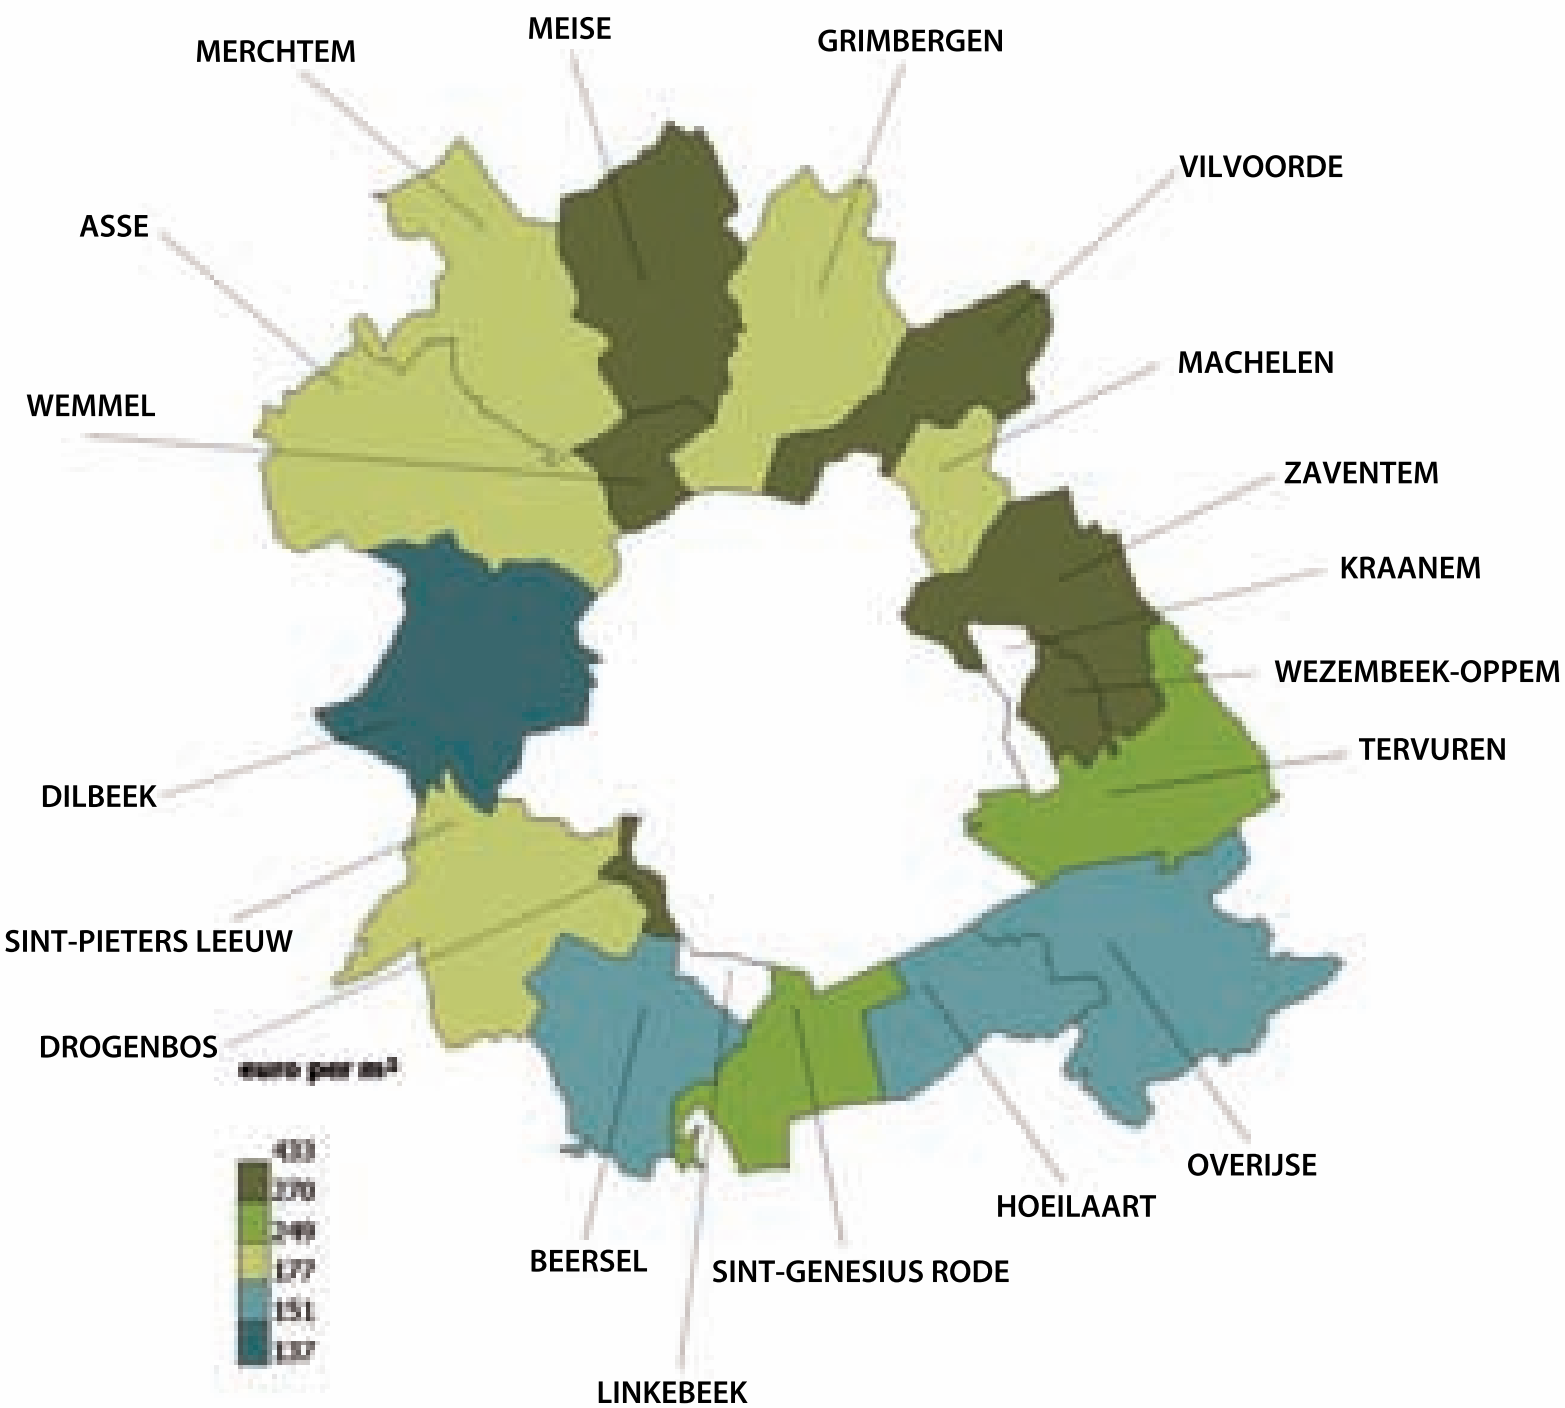 MEISE
GRIMBERGEN
MERCHTEM
VILVOORDE
ASSE
MACHELEN
WEMMEL
ZAVENTEM
KRAANEM
WEZEMBEEK-OPPEM
TERVUREN
DILBEEK
SINT-PIETERS LEEUW
DROGENBOS
euro per m²
433
270
249
177
151
137
OVERIJSE
HOEILAART
BEERSEL
SINT-GENESIUS RODE
LINKEBEEK